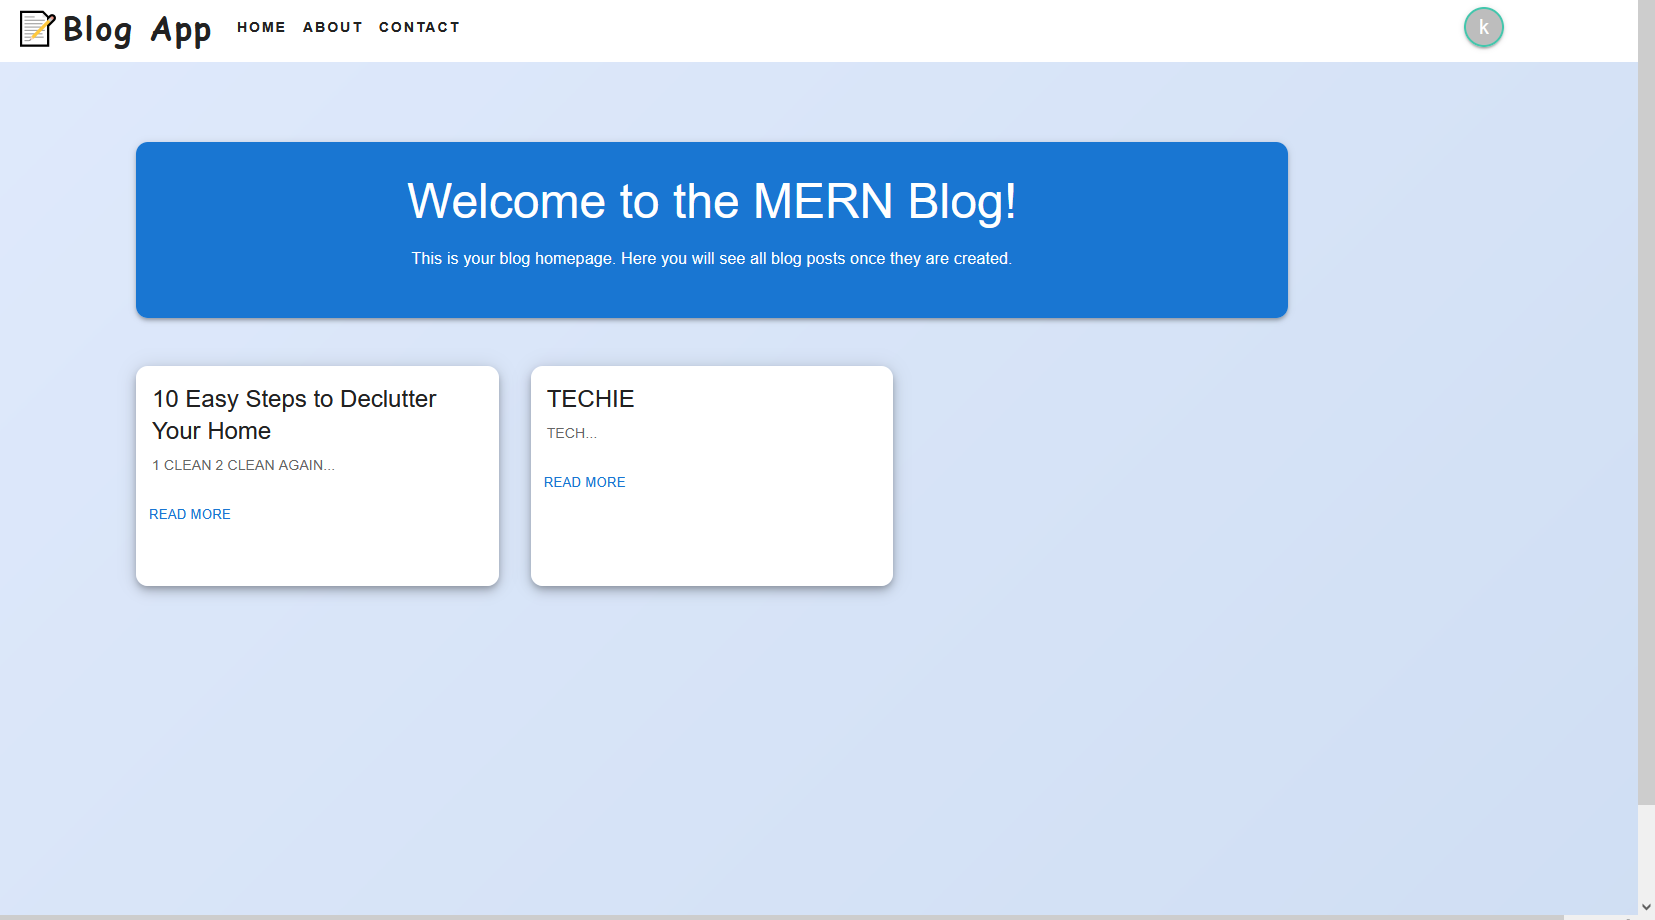 Blog App
HOME ABOUT CONTACT
k
Welcome to the MERN Blog!
This is your blog homepage. Here you will see all blog posts once they are created.
10 Easy Steps to Declutter
Your Home
1 CLEAN 2 CLEAN AGAIN...
READ MORE
TECHIE
TECH...
READ MORE